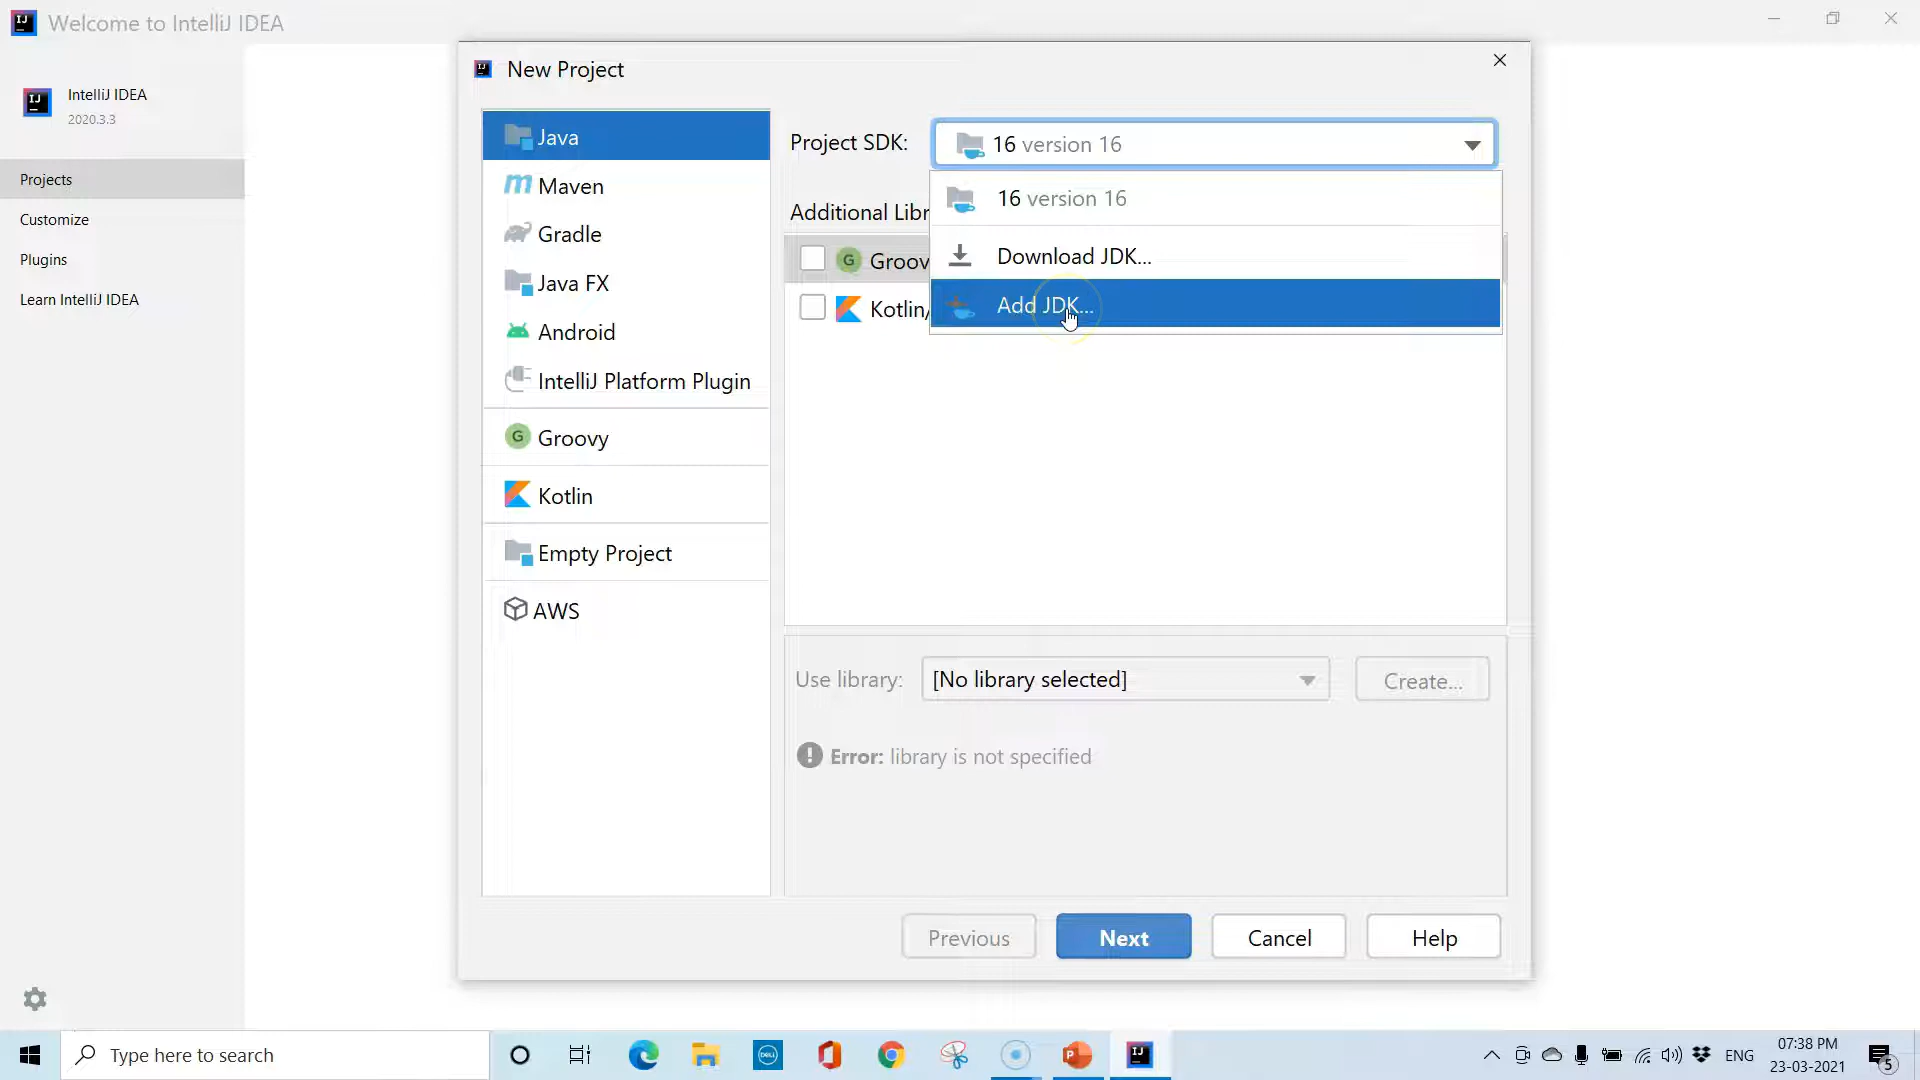 Welcome to IntelliJ IDEA
IntelliJ IDEA
2020.3.3
Projects
Customize
Plugins
Learn IntelliJ IDEA
New Project
Java
Maven
Gradle
Java FX
Android
IntelliJ Platform Plugin
Groovy
Kotlin
Empty Project
AWS
Project SDK:
16 version 16
16 version 16
Download JDK...
Add JDK...
Additional Libr
Groov
Kotlin/
Use library:
[No library selected]
Create...
Error: library is not specified
Previous
Next
Cancel
Help
Type here to search
DELL
ENG
07:38 PM
23-03-2021
5